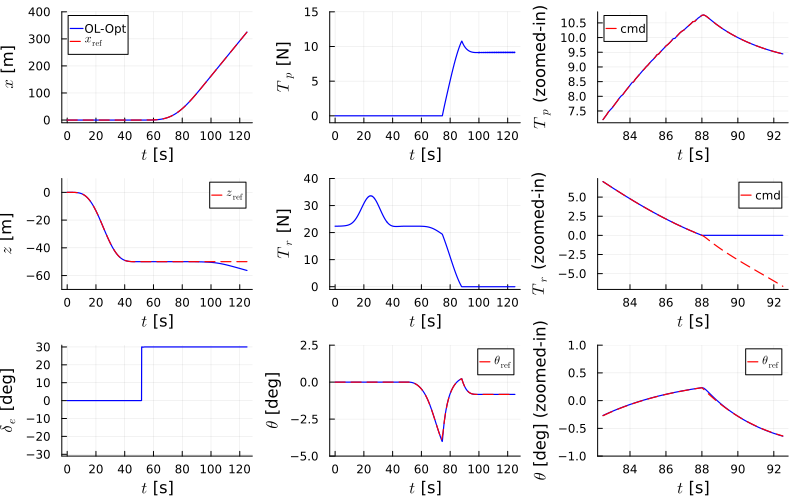 x [m]
400
300
200
100
0
OL-Opt
x_ref
0 20 40 60 80 100 120
t [s]
T_p [N]
15
10
5
0
0 20 40 60 80 100 120
t [s]
T_p (zoomed-in)
10.5
10.0
9.5
9.0
8.5
8.0
7.5
cmd
84 86 88 90 92
t [s]
z [m]
0
−20
−40
−60
z_ref
0 20 40 60 80 100 120
t [s]
T_r [N]
40
30
20
10
0
0 20 40 60 80 100 120
t [s]
T_r (zoomed-in)
5.0
2.5
0.0
−2.5
−5.0
cmd
84 86 88 90 92
t [s]
δ_e [deg]
30
20
10
0
−10
−20
−30
0 20 40 60 80 100 120
t [s]
θ [deg]
2.5
0.0
−2.5
−5.0
θ_ref
0 20 40 60 80 100 120
t [s]
θ [deg] (zoomed-in)
1.0
0.5
0.0
−0.5
−1.0
θ_ref
84 86 88 90 92
t [s]